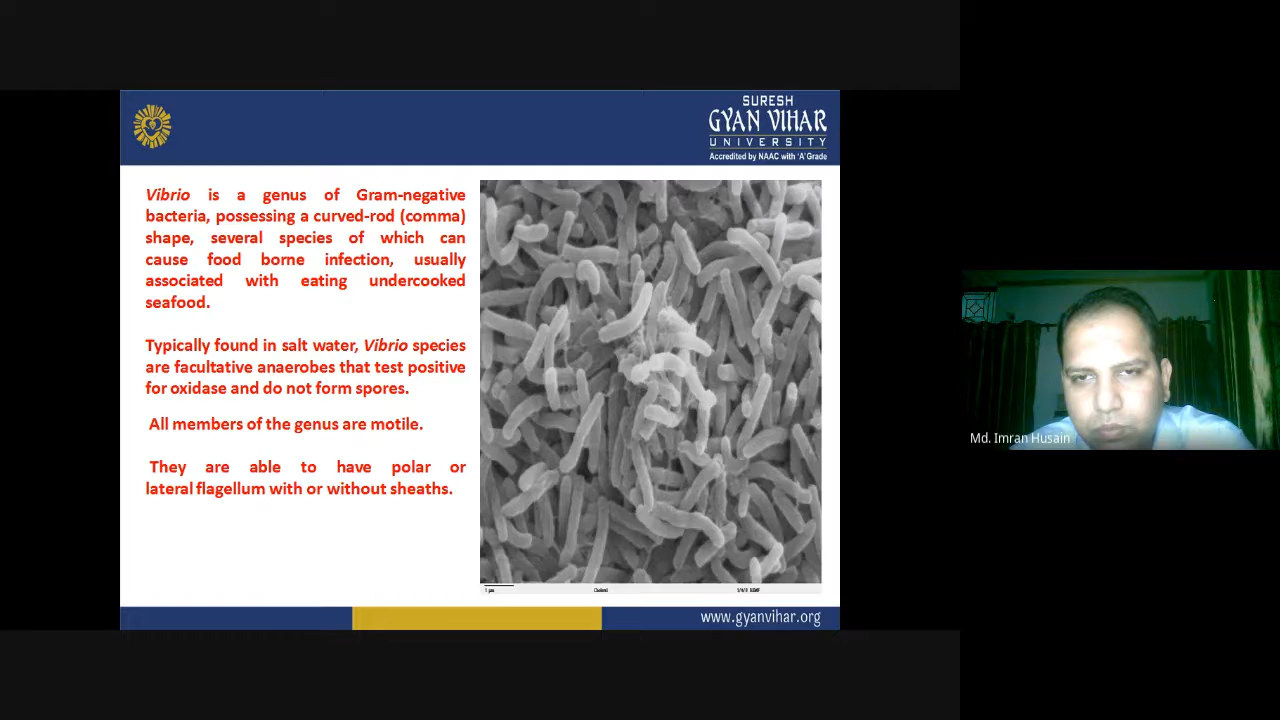 SURESH
GYAN VIHAR
UNIVERSITY
Accredited by NAAC with 'A' Grade
Vibrio is a genus of Gram-negative
bacteria, possessing a curved-rod (comma)
shape, several species of which can
cause food borne infection, usually
associated with eating undercooked
seafood.
Typically found in salt water, Vibrio species
are facultative anaerobes that test positive
for oxidase and do not form spores.
All members of the genus are motile.
They are able to have polar or
lateral flagellum with or without sheaths.
1 µm
www.gyanvihar.org
Md. Imran Husain